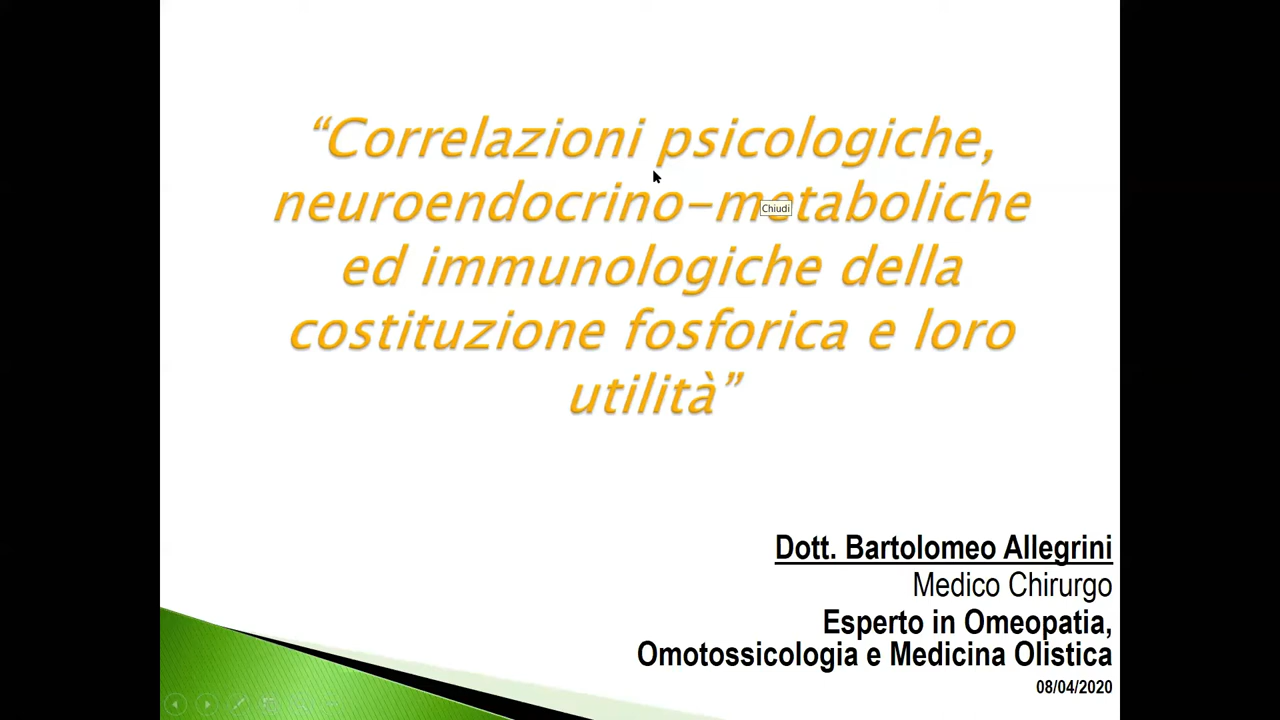 “Correlazioni psicologiche,
neuroendocrino-metaboliche
Chiudi
ed immunologiche della
costituzione fosforica e loro
utilità”
Dott. Bartolomeo Allegrini
Medico Chirurgo
Esperto in Omeopatia,
Omotossicologia e Medicina Olistica
08/04/2020